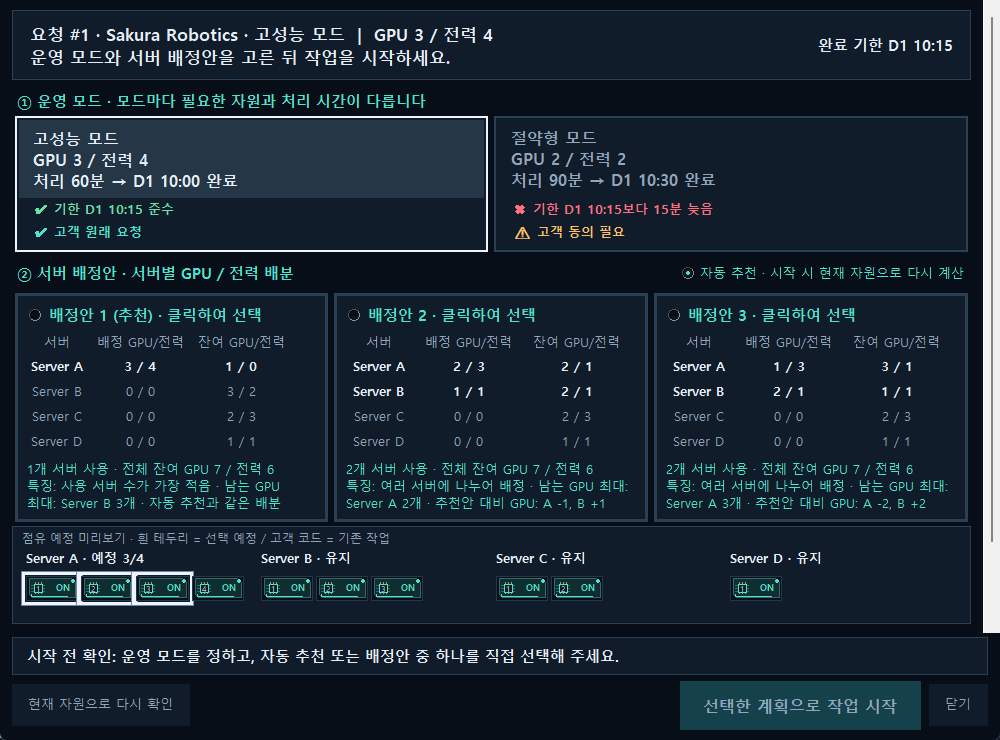 요청 #1 · Sakura Robotics · 고성능 모드 | GPU 3 / 전력 4
운영 모드와 서버 배정안을 고른 뒤 작업을 시작하세요.
완료 기한 D1 10:15
① 운영 모드 · 모드마다 필요한 자원과 처리 시간이 다릅니다
고성능 모드
GPU 3 / 전력 4
처리 60분 → D1 10:00 완료
✔ 기한 D1 10:15 준수
✔ 고객 원래 요청
절약형 모드
GPU 2 / 전력 2
처리 90분 → D1 10:30 완료
✖ 기한 D1 10:15보다 15분 늦음
⚠ 고객 동의 필요
② 서버 배정안 · 서버별 GPU / 전력 배분
자동 추천 · 시작 시 현재 자원으로 다시 계산
배정안 1 (추천) · 클릭하여 선택
서버 배정 GPU/전력 잔여 GPU/전력
Server A 3 / 4 1 / 0
Server B 0 / 0 3 / 2
Server C 0 / 0 2 / 3
Server D 0 / 0 1 / 1
1개 서버 사용 · 전체 잔여 GPU 7 / 전력 6
특징: 사용 서버 수가 가장 적음 · 남는 GPU
최대: Server B 3개 · 자동 추천과 같은 배분
배정안 2 · 클릭하여 선택
서버 배정 GPU/전력 잔여 GPU/전력
Server A 2 / 3 2 / 1
Server B 1 / 1 2 / 1
Server C 0 / 0 2 / 3
Server D 0 / 0 1 / 1
2개 서버 사용 · 전체 잔여 GPU 7 / 전력 6
특징: 여러 서버에 나누어 배정 · 남는 GPU 최대:
Server A 2개 · 추천안 대비 GPU: A -1, B +1
배정안 3 · 클릭하여 선택
서버 배정 GPU/전력 잔여 GPU/전력
Server A 1 / 3 3 / 1
Server B 2 / 1 1 / 1
Server C 0 / 0 2 / 3
Server D 0 / 0 1 / 1
2개 서버 사용 · 전체 잔여 GPU 7 / 전력 6
특징: 여러 서버에 나누어 배정 · 남는 GPU 최대:
Server A 3개 · 추천안 대비 GPU: A -2, B +2
점유 예정 미리보기 · 흰 테두리 = 선택 예정 / 고객 코드 = 기존 작업
Server A · 예정 3/4
1 ON 2 ON 3 ON 4 ON
Server B · 유지
1 ON 2 ON 3 ON
Server C · 유지
1 ON 2 ON
Server D · 유지
1 ON
시작 전 확인: 운영 모드를 정하고, 자동 추천 또는 배정안 중 하나를 직접 선택해 주세요.
현재 자원으로 다시 확인
선택한 계획으로 작업 시작
닫기